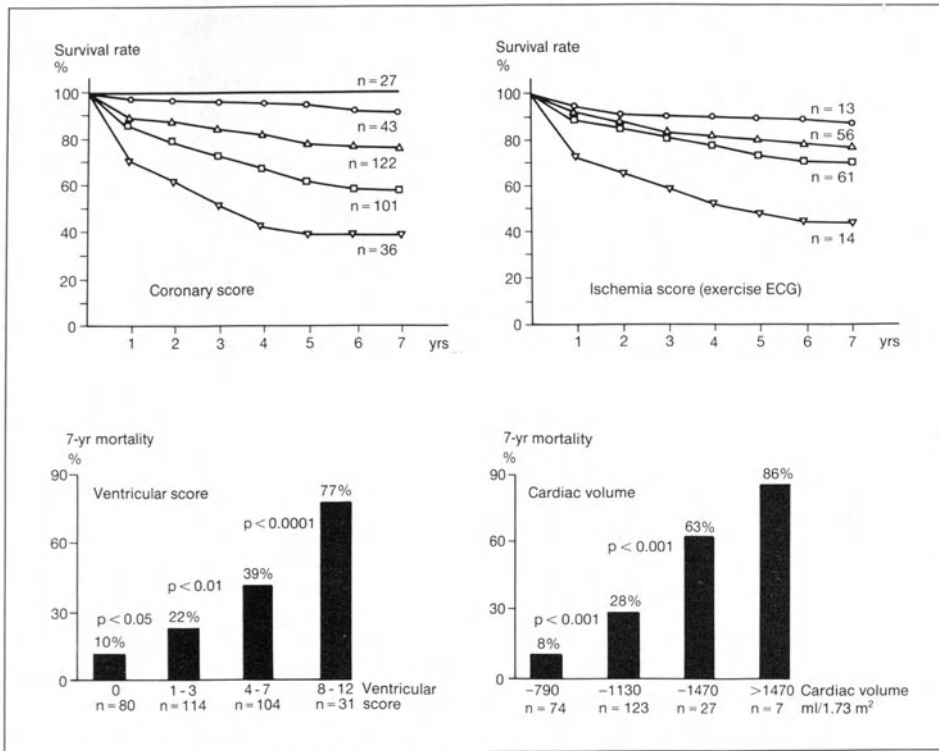 Survival rate
%
100
80
60
40
20
0
n = 27
n = 43
n = 122
n = 101
n = 36
Coronary score
1 2 3 4 5 6 7 yrs
Survival rate
%
100
80
60
40
20
0
n = 13
n = 56
n = 61
n = 14
Ischemia score (exercise ECG)
1 2 3 4 5 6 7 yrs
7-yr mortality
%
90
60
30
0
Ventricular score
77%
p < 0.0001
39%
p < 0.01
22%
p < 0.05
10%
0 1 - 3 4 - 7 8 - 12 Ventricular
n = 80 n = 114 n = 104 n = 31 score
7-yr mortality
%
90
60
30
0
Cardiac volume
86%
63%
p < 0.001
28%
p < 0.001
8%
−790 −1130 −1470 >1470 Cardiac volume
n = 74 n = 123 n = 27 n = 7 ml/1.73 m²